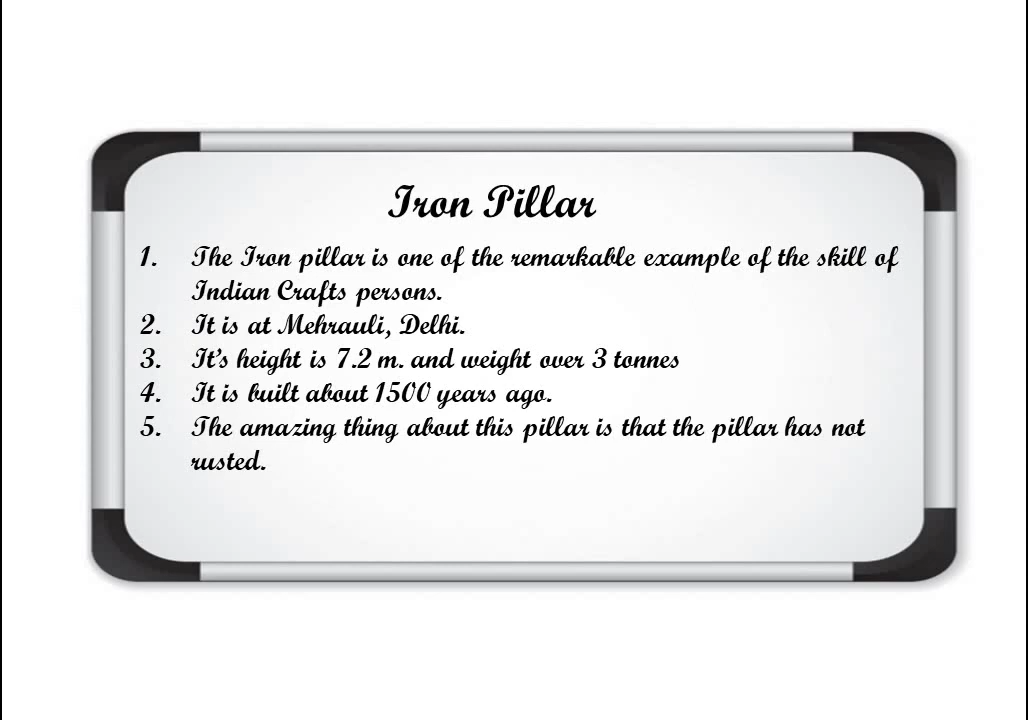 Iron Pillar
1. The Iron pillar is one of the remarkable example of the skill of
Indian Crafts persons.
2. It is at Mehrauli, Delhi.
3. It's height is 7.2 m. and weight over 3 tonnes
4. It is built about 1500 years ago.
5. The amazing thing about this pillar is that the pillar has not
rusted.